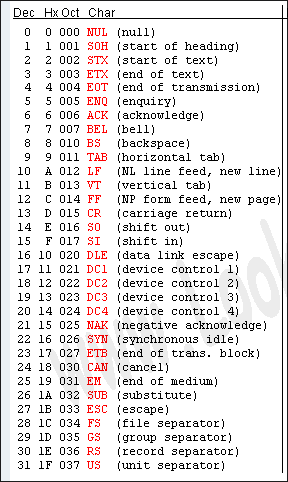 Dec Hx Oct Char
0 0 000 NUL (null)
1 1 001 SOH (start of heading)
2 2 002 STX (start of text)
3 3 003 ETX (end of text)
4 4 004 EOT (end of transmission)
5 5 005 ENQ (enquiry)
6 6 006 ACK (acknowledge)
7 7 007 BEL (bell)
8 8 010 BS (backspace)
9 9 011 TAB (horizontal tab)
10 A 012 LF (NL line feed, new line)
11 B 013 VT (vertical tab)
12 C 014 FF (NP form feed, new page)
13 D 015 CR (carriage return)
14 E 016 SO (shift out)
15 F 017 SI (shift in)
16 10 020 DLE (data link escape)
17 11 021 DC1 (device control 1)
18 12 022 DC2 (device control 2)
19 13 023 DC3 (device control 3)
20 14 024 DC4 (device control 4)
21 15 025 NAK (negative acknowledge)
22 16 026 SYN (synchronous idle)
23 17 027 ETB (end of trans. block)
24 18 030 CAN (cancel)
25 19 031 EM (end of medium)
26 1A 032 SUB (substitute)
27 1B 033 ESC (escape)
28 1C 034 FS (file separator)
29 1D 035 GS (group separator)
30 1E 036 RS (record separator)
31 1F 037 US (unit separator)